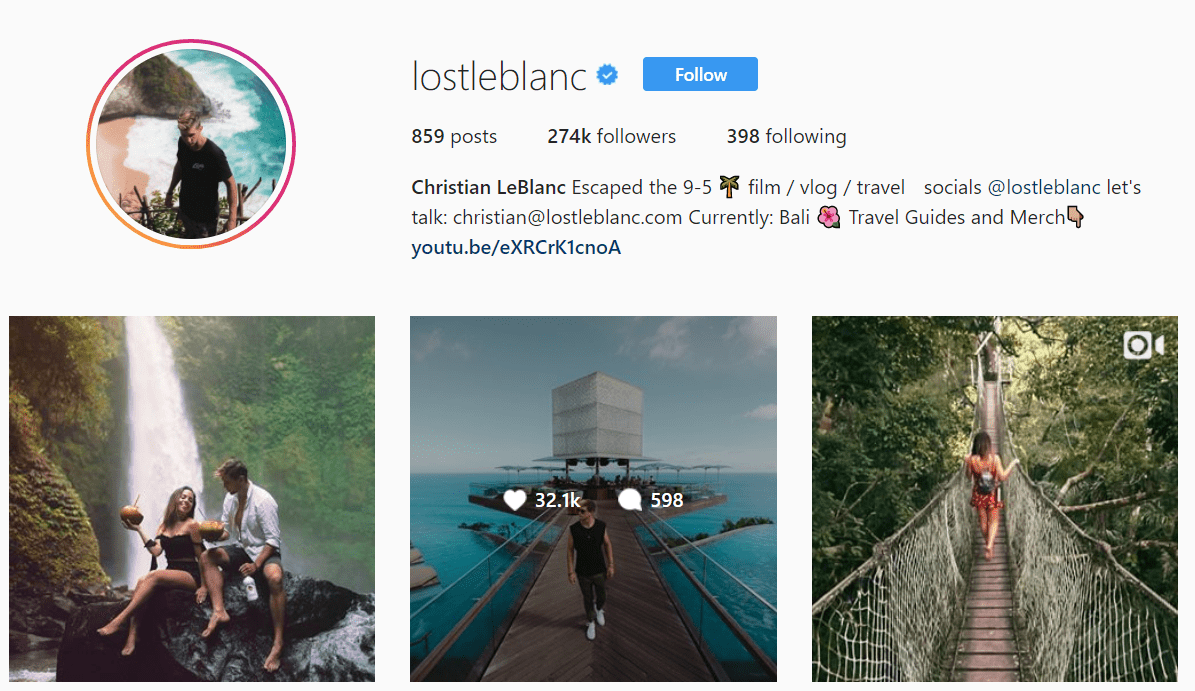 lostleblanc Follow
859 posts 274k followers 398 following
Christian LeBlanc Escaped the 9-5 🌴 film / vlog / travel socials @lostleblanc let's
talk: christian@lostleblanc.com Currently: Bali 🌺 Travel Guides and Merch👇🏽
youtu.be/eXRCrK1cnoA
32.1k 598